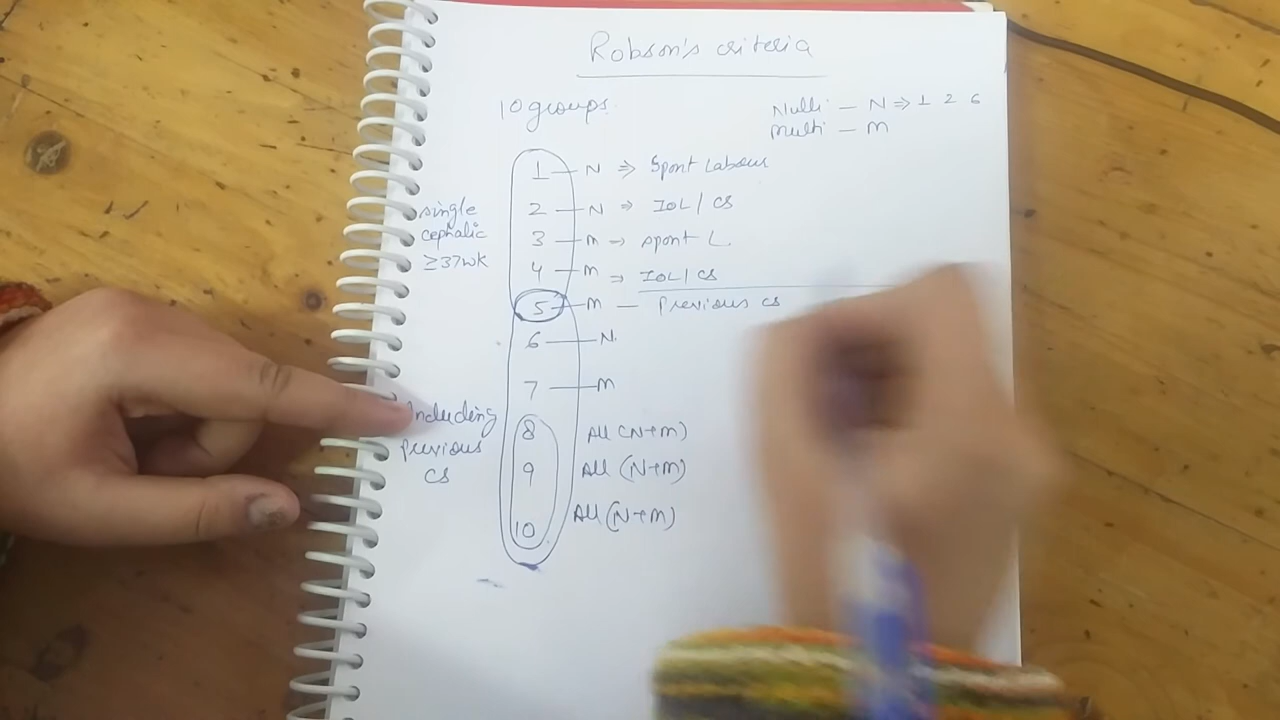 Robson's criteria
10 groups.
Nulli — N ⇒ 1 2 6
Multi — M
1 — N ⇒ Spont Labour
2 — N ⇒ IOL / CS
3 — M → Spont L.
4 — M ⇒ IOL / CS
5 — M — Previous CS
6 — N.
7 — M
8 All (N+M)
9 All (N+M)
10 All (N+M)
single
cephalic
≥37WK
Including
Previous
CS